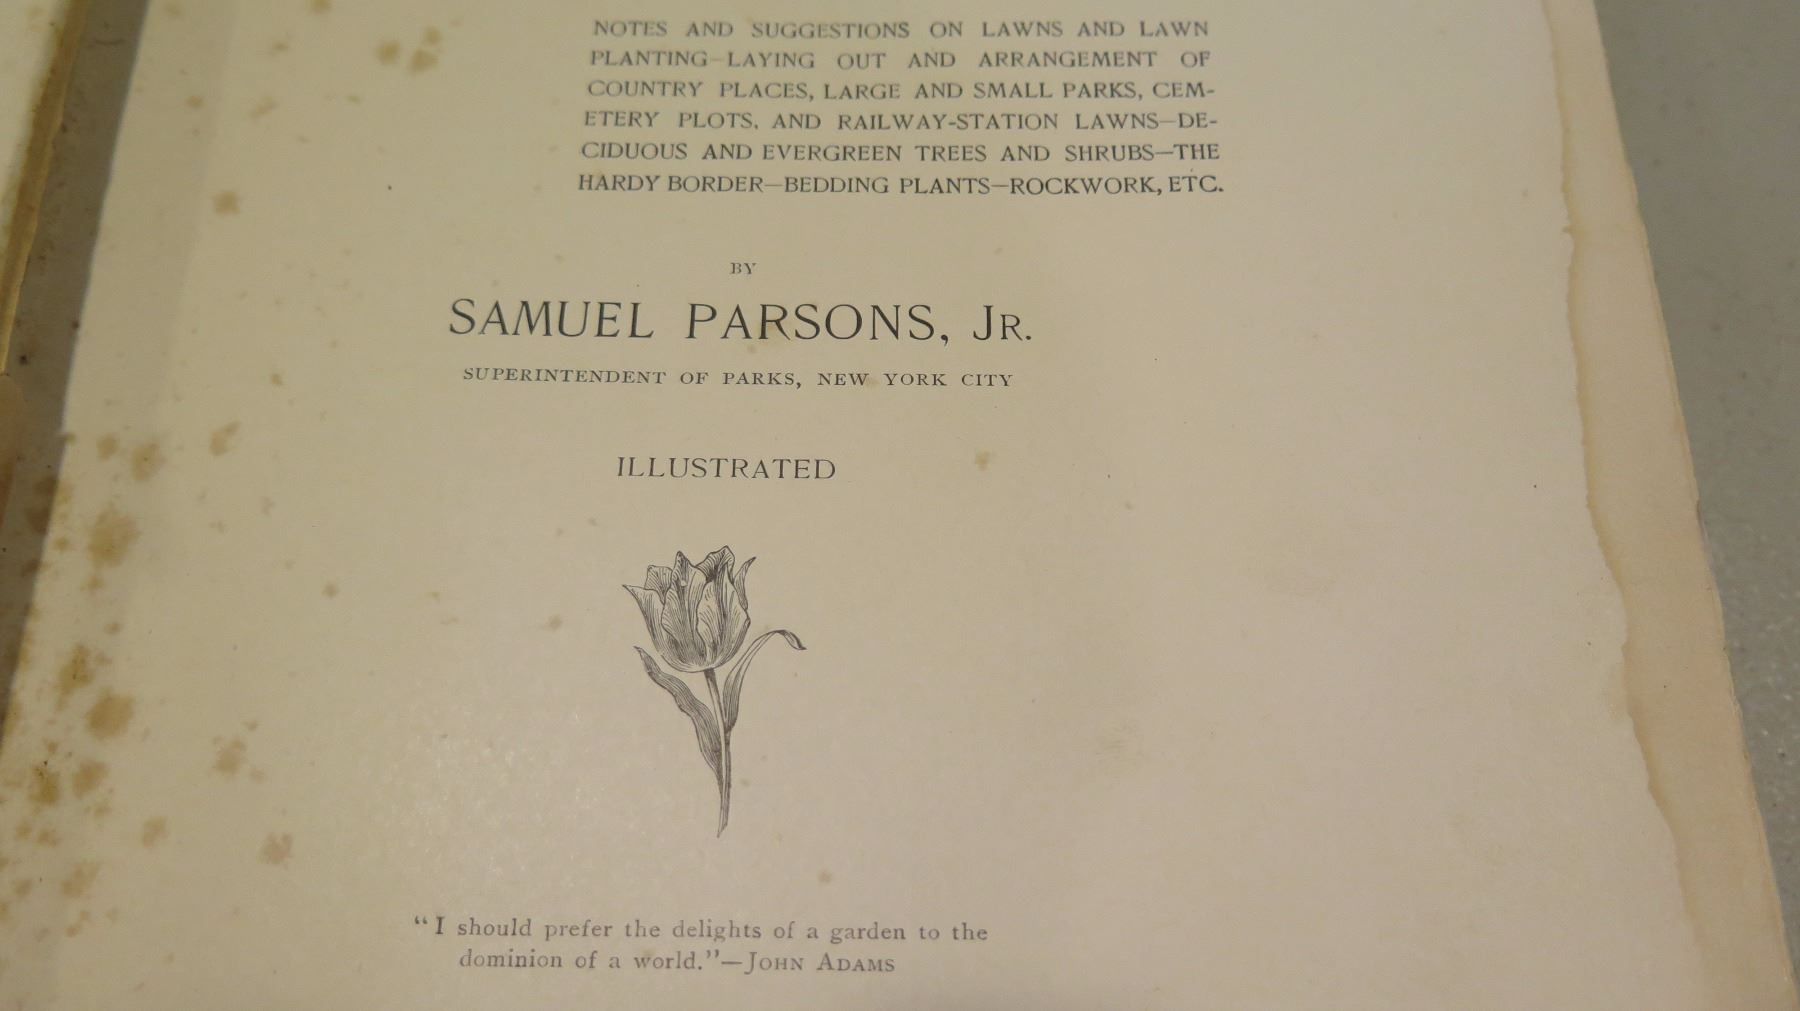 NOTES AND SUGGESTIONS ON LAWNS AND LAWN
PLANTING—LAYING OUT AND ARRANGEMENT OF
COUNTRY PLACES, LARGE AND SMALL PARKS, CEM-
ETERY PLOTS, AND RAILWAY-STATION LAWNS—DE-
CIDUOUS AND EVERGREEN TREES AND SHRUBS—THE
HARDY BORDER—BEDDING PLANTS—ROCKWORK, ETC.
BY
SAMUEL PARSONS, JR.
SUPERINTENDENT OF PARKS, NEW YORK CITY
ILLUSTRATED
“I should prefer the delights of a garden to the
dominion of a world.”—JOHN ADAMS